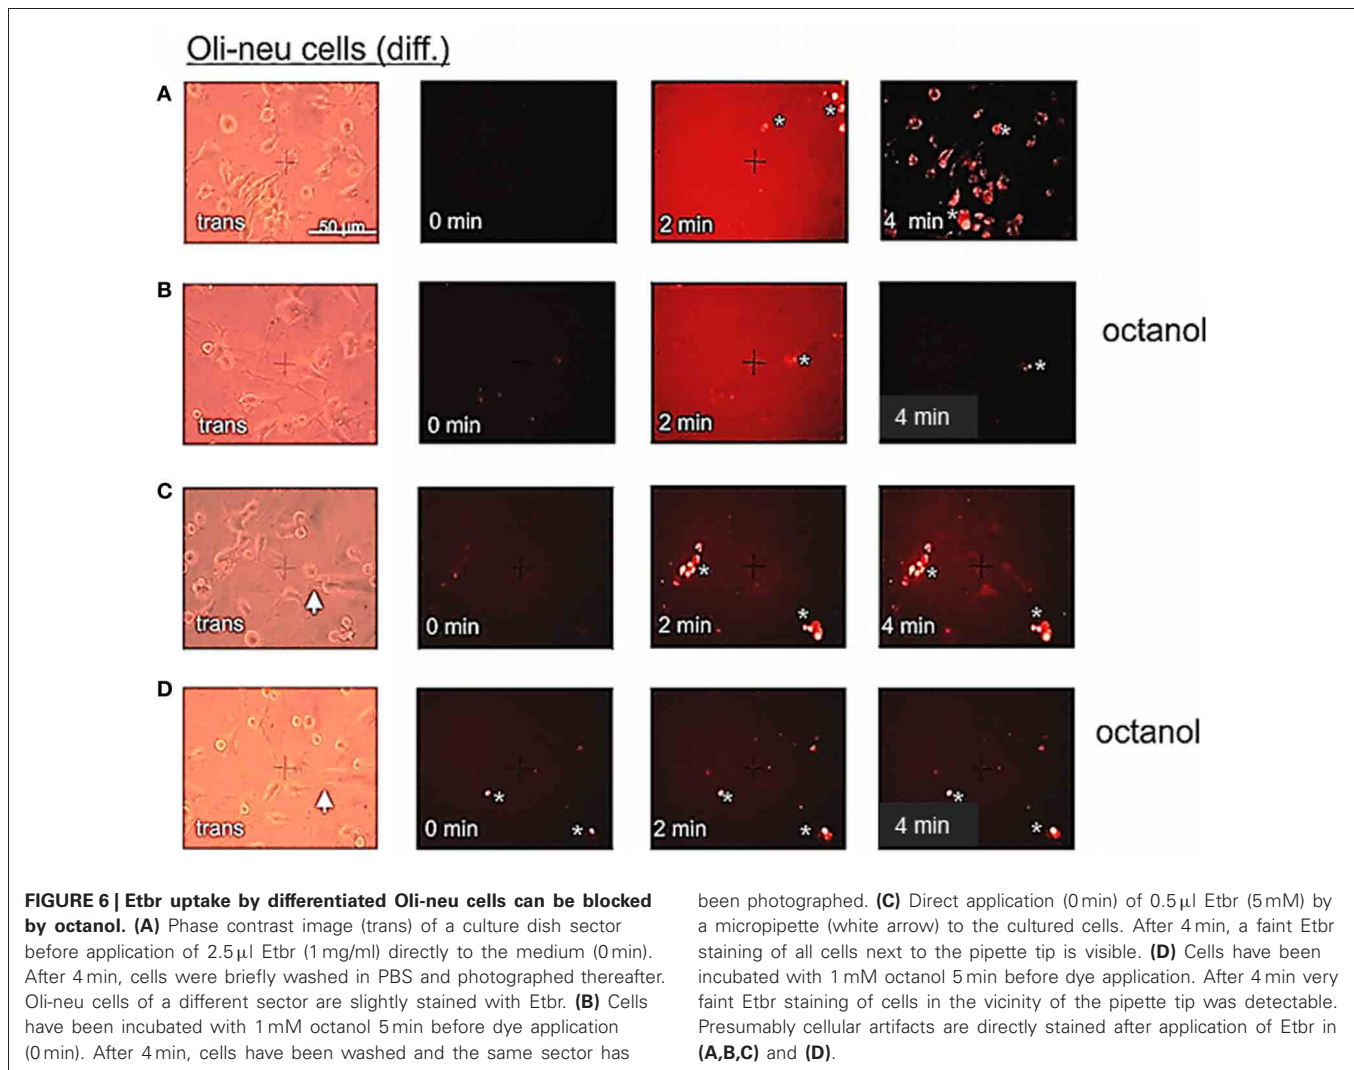 Oli-neu cells (diff.)
A
trans
50 µm
0 min
2 min
*
*
4 min
*
*
B
trans
0 min
2 min
*
4 min
*
octanol
C
trans
0 min
2 min
*
*
4 min
*
*
D
trans
0 min
*
*
2 min
*
*
4 min
*
*
octanol
FIGURE 6 | Etbr uptake by differentiated Oli-neu cells can be blocked
by octanol. (A) Phase contrast image (trans) of a culture dish sector
before application of 2.5 µl Etbr (1 mg/ml) directly to the medium (0 min).
After 4 min, cells were briefly washed in PBS and photographed thereafter.
Oli-neu cells of a different sector are slightly stained with Etbr. (B) Cells
have been incubated with 1 mM octanol 5 min before dye application
(0 min). After 4 min, cells have been washed and the same sector has
been photographed. (C) Direct application (0 min) of 0.5 µl Etbr (5 mM) by
a micropipette (white arrow) to the cultured cells. After 4 min, a faint Etbr
staining of all cells next to the pipette tip is visible. (D) Cells have been
incubated with 1 mM octanol 5 min before dye application. After 4 min very
faint Etbr staining of cells in the vicinity of the pipette tip was detectable.
Presumably cellular artifacts are directly stained after application of Etbr in
(A,B,C) and (D).